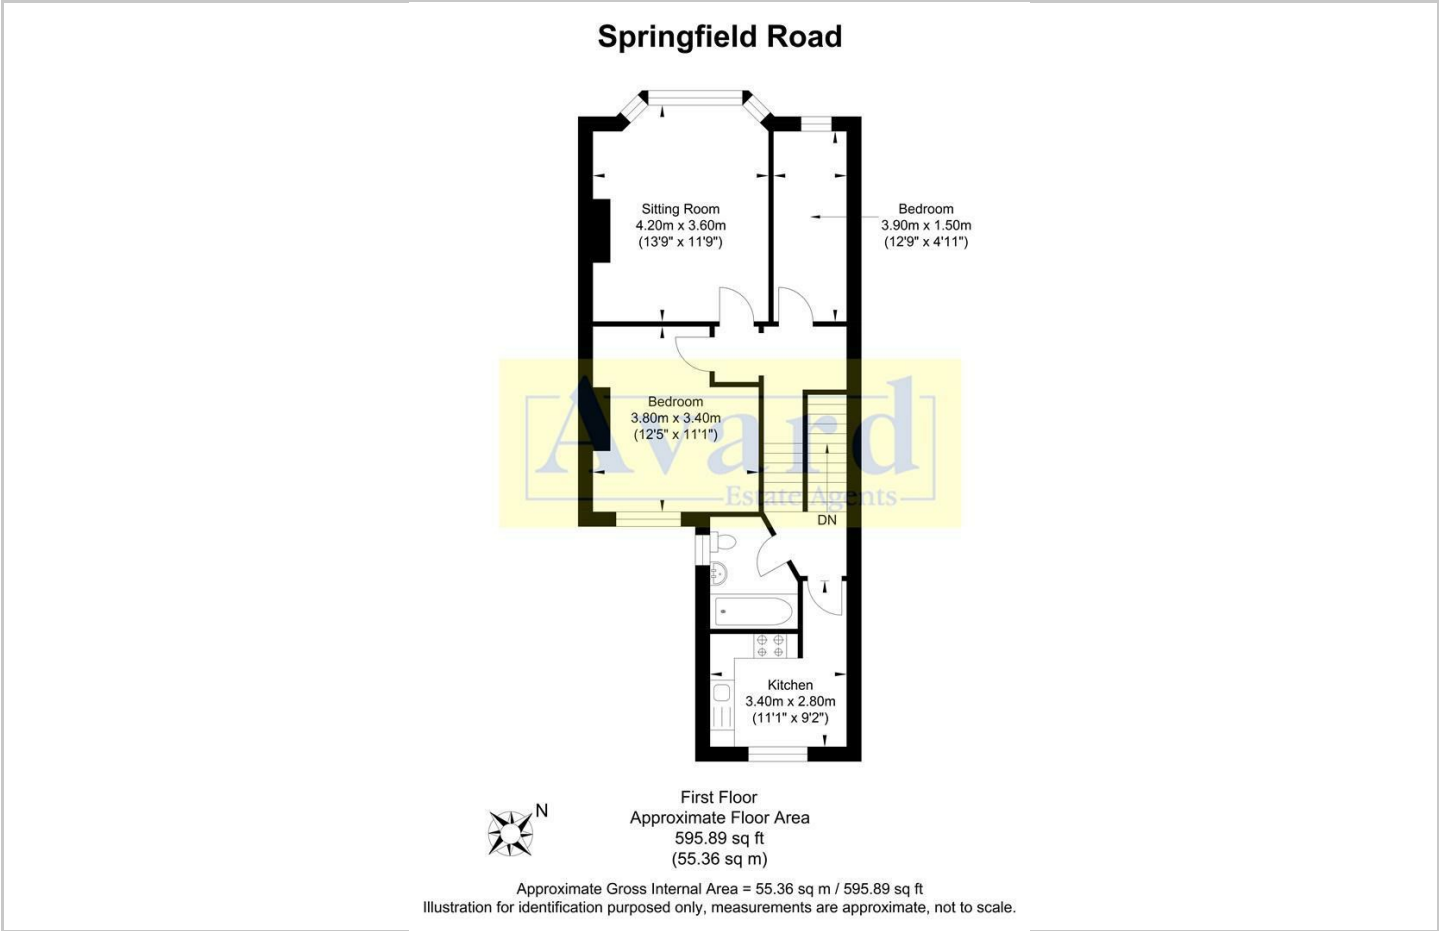 Springfield Road
Sitting Room
4.20m x 3.60m
(13'9" x 11'9")
Bedroom
3.90m x 1.50m
(12'9" x 4'11")
Bedroom
3.80m x 3.40m
(12'5" x 11'1")
Avard
Estate Agents
DN
Kitchen
3.40m x 2.80m
(11'1" x 9'2")
N
First Floor
Approximate Floor Area
595.89 sq ft
(55.36 sq m)
Approximate Gross Internal Area = 55.36 sq m / 595.89 sq ft
Illustration for identification purposed only, measurements are approximate, not to scale.